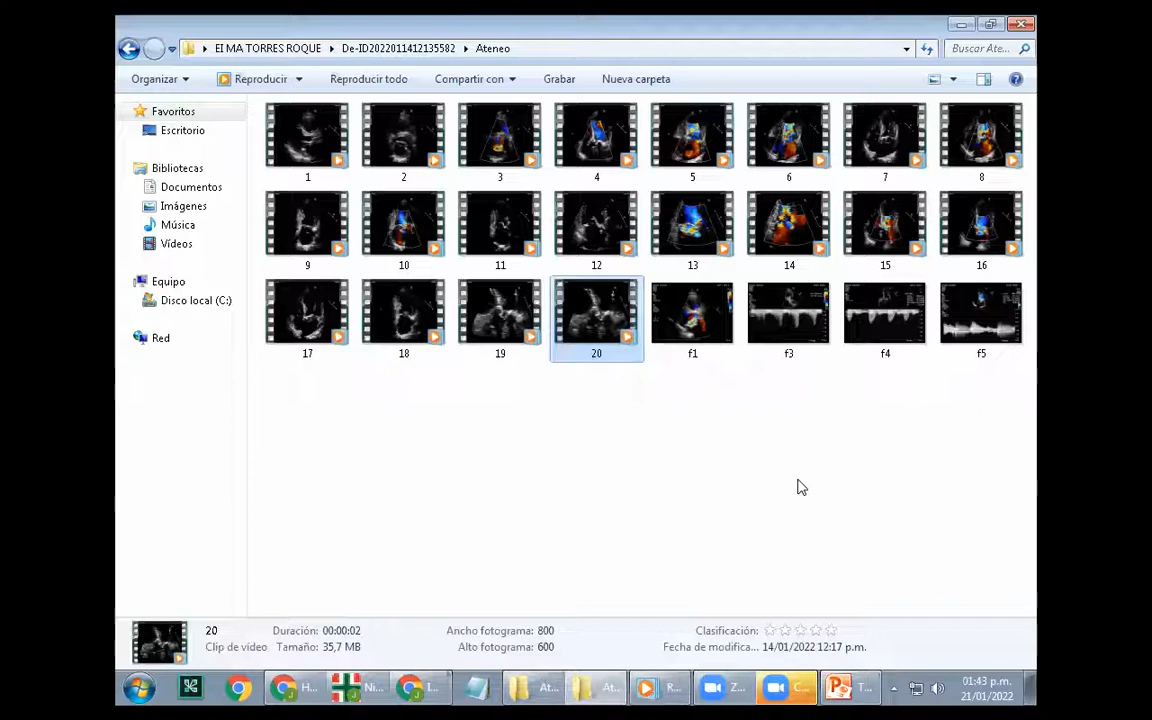 EI MA TORRES ROQUE ▸ De-ID2022011412135582 ▸ Ateneo
Buscar Ate...
Organizar
Reproducir
Reproducir todo
Compartir con
Grabar
Nueva carpeta
Favoritos
Escritorio
Bibliotecas
Documentos
Imágenes
Música
Vídeos
Equipo
Disco local (C:)
Red
1 2 3 4 5 6 7 8
9 10 11 12 13 14 15 16
17 18 19 20 f1 f3 f4 f5
20
Clip de vídeo
Duración: 00:00:02
Tamaño: 35,7 MB
Ancho fotograma: 800
Alto fotograma: 600
Clasificación:
Fecha de modifica... 14/01/2022 12:17 p.m.
H... Ni... I... At... At... R... Z... C... T...
01:43 p.m.
21/01/2022